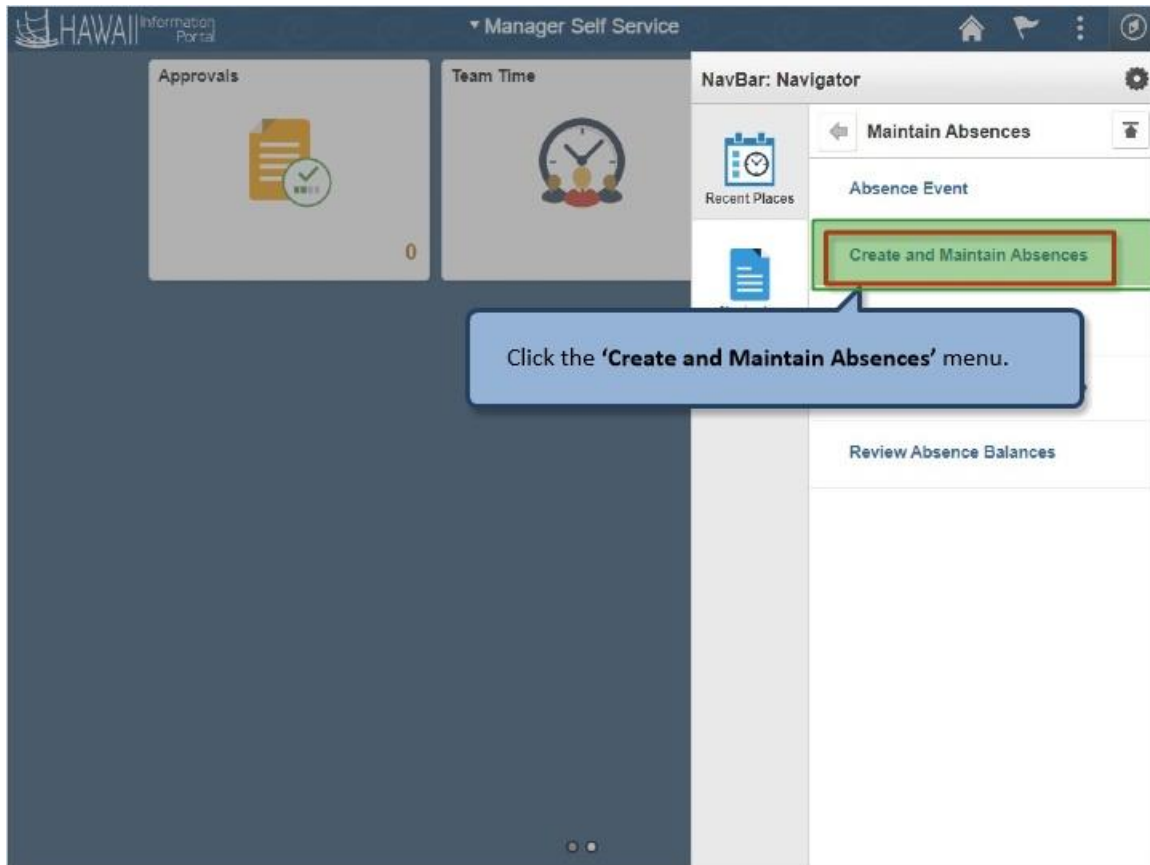 HAWAII Information Portal
Manager Self Service
Approvals
0
Team Time
NavBar: Navigator
Recent Places
Maintain Absences
Absence Event
Create and Maintain Absences
Click the ‘Create and Maintain Absences’ menu.
Review Absence Balances